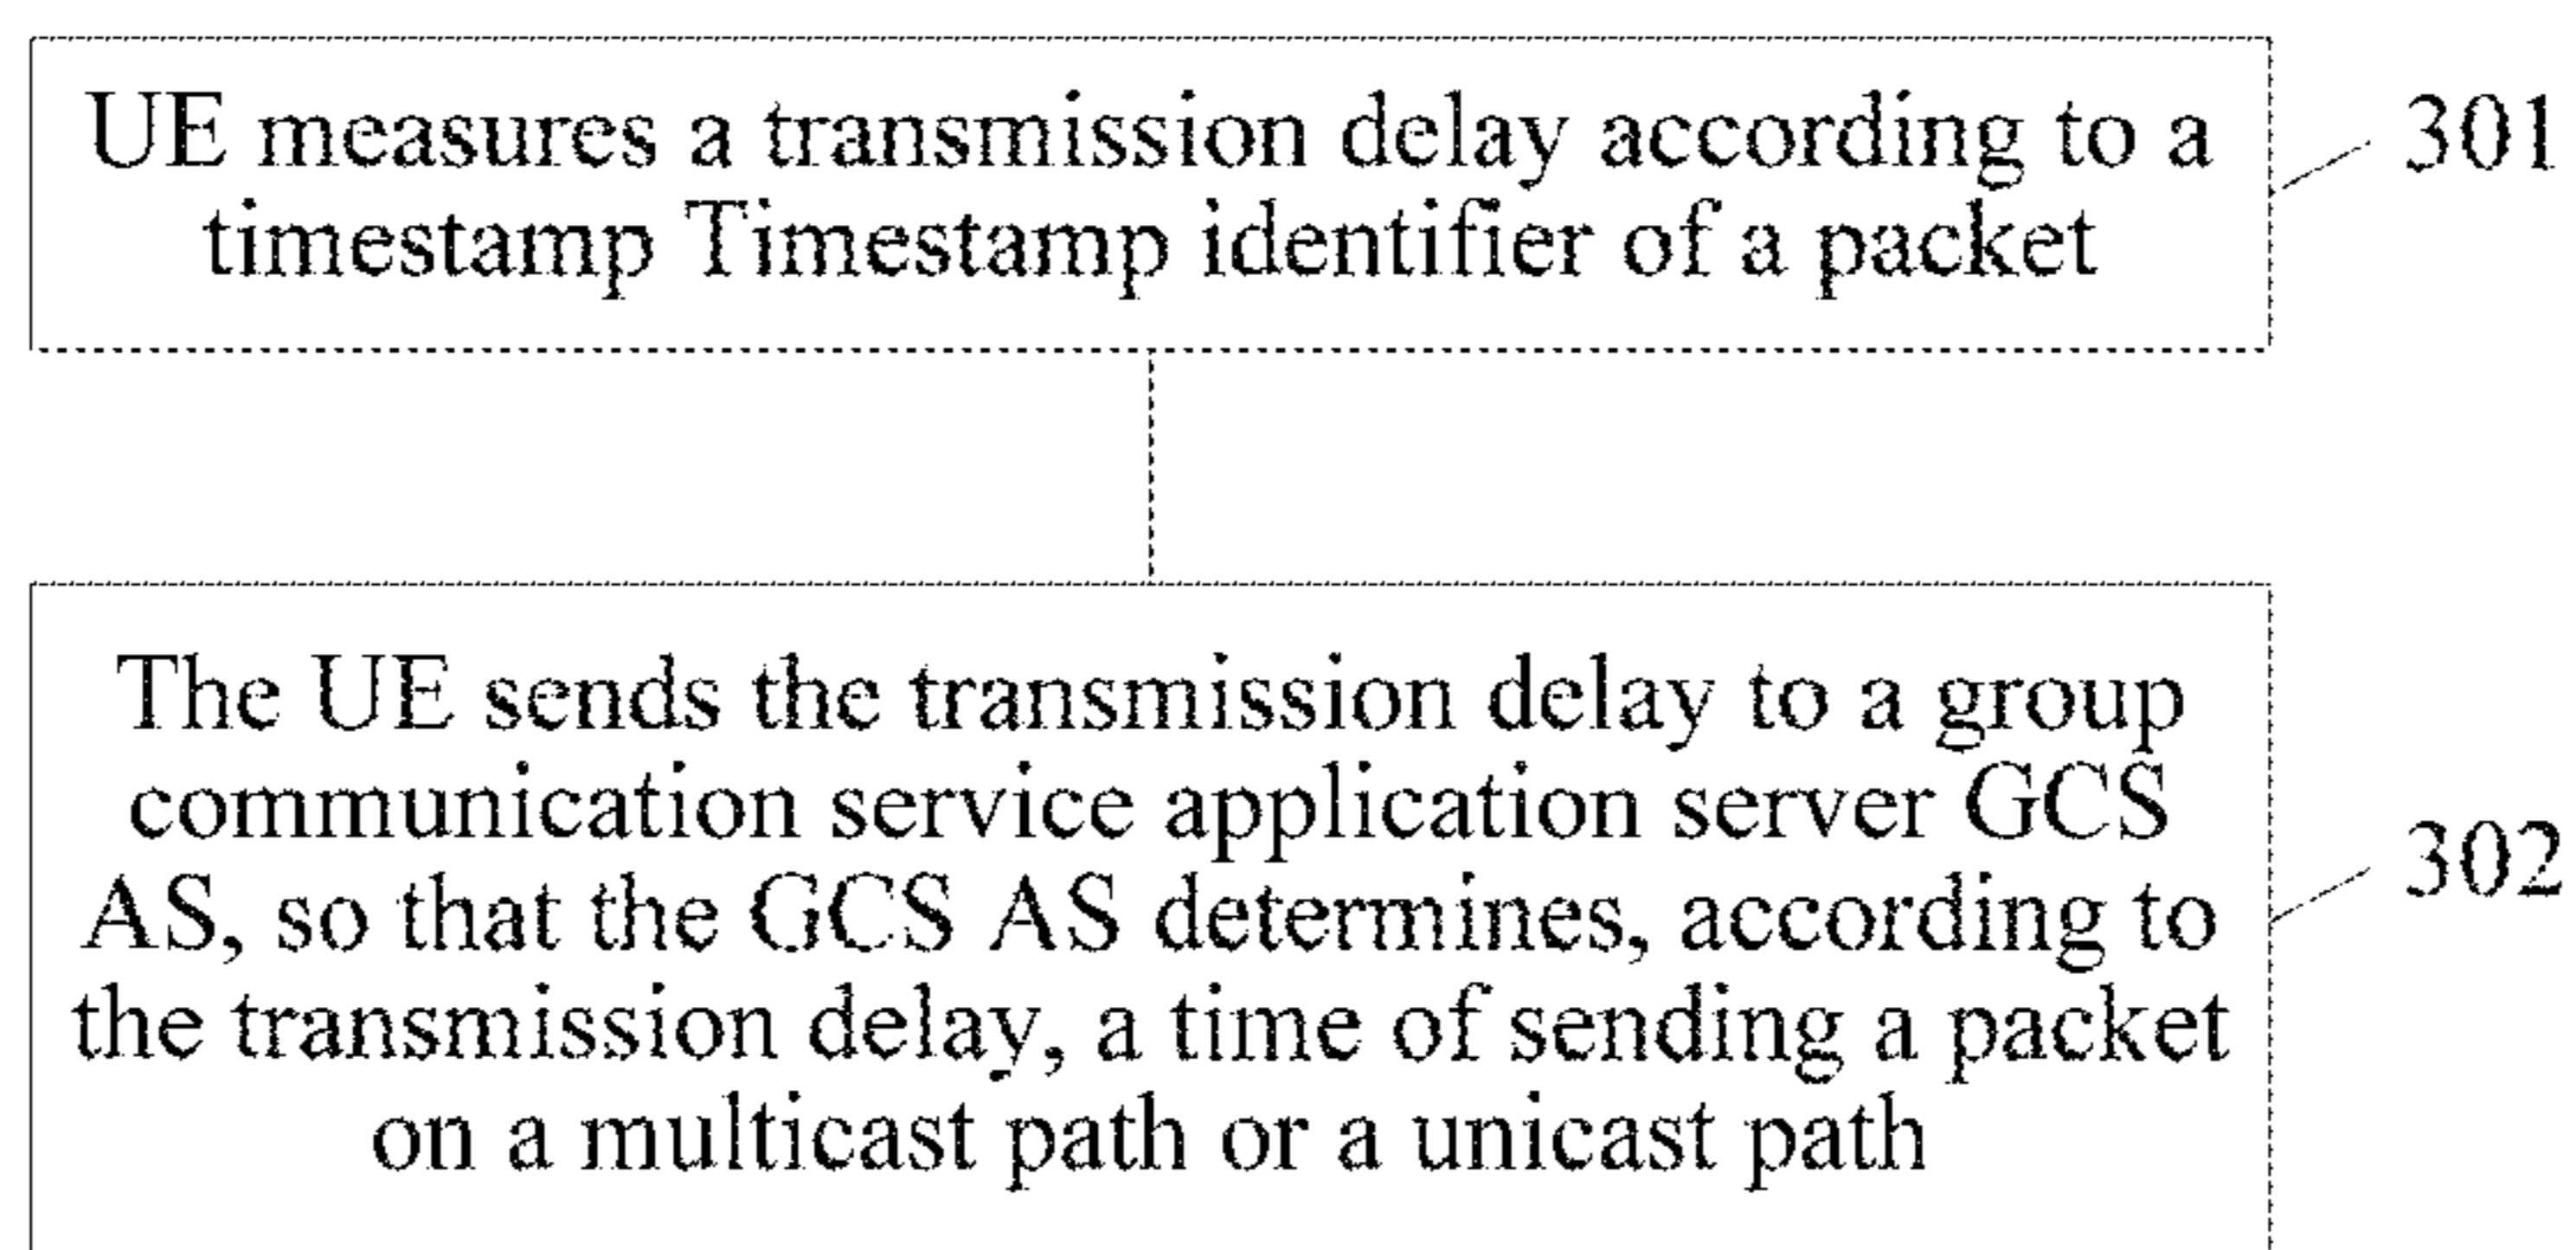 UE measures a transmission delay according to a
timestamp Timestamp identifier of a packet
301
The UE sends the transmission delay to a group
communication service application server GCS
AS, so that the GCS AS determines, according to
the transmission delay, a time of sending a packet
on a multicast path or a unicast path
302